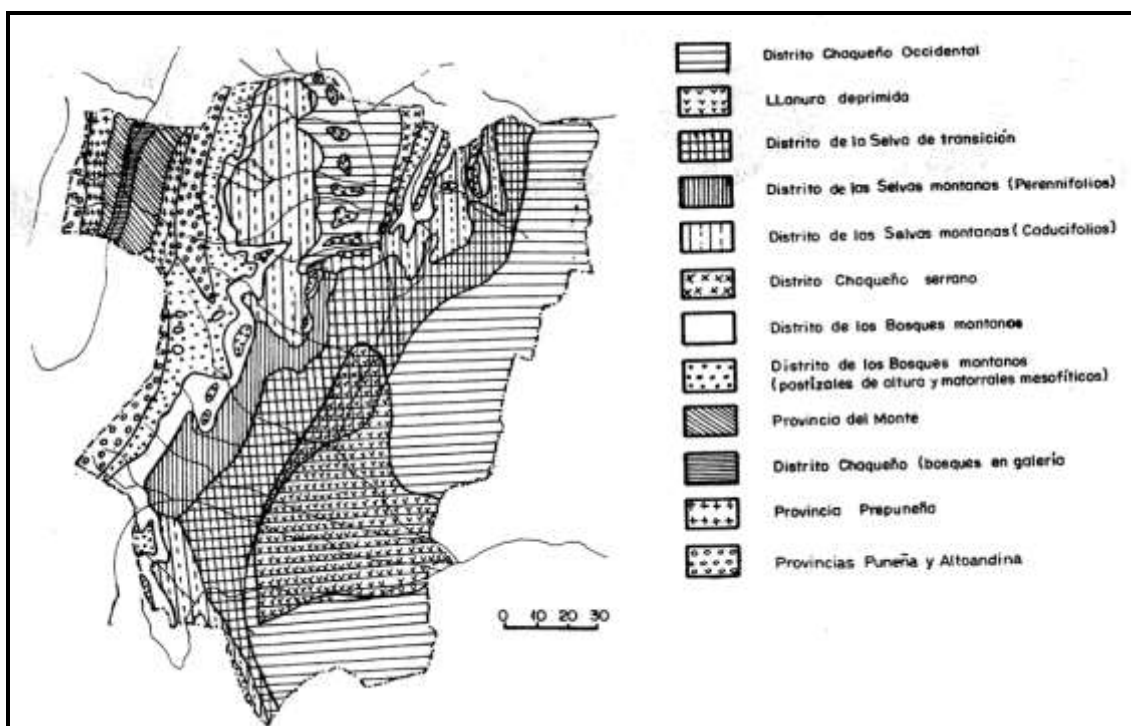 Distrito Chaqueño Occidental
LLanura deprimida
Distrito de la Selva de transición
Distrito de las Selvas montanas (Perennifolios)
Distrito de las Selvas montanas (Caducifolios)
Distrito Chaqueño serrano
Distrito de los Bosques montanos
Distrito de los Bosques montanos
(pastizales de altura y matorrales mesofíticos)
Provincia del Monte
Distrito Chaqueño (bosques en galería
Provincia Prepuneña
Provincias Puneña y Altoandina
0 10 20 30